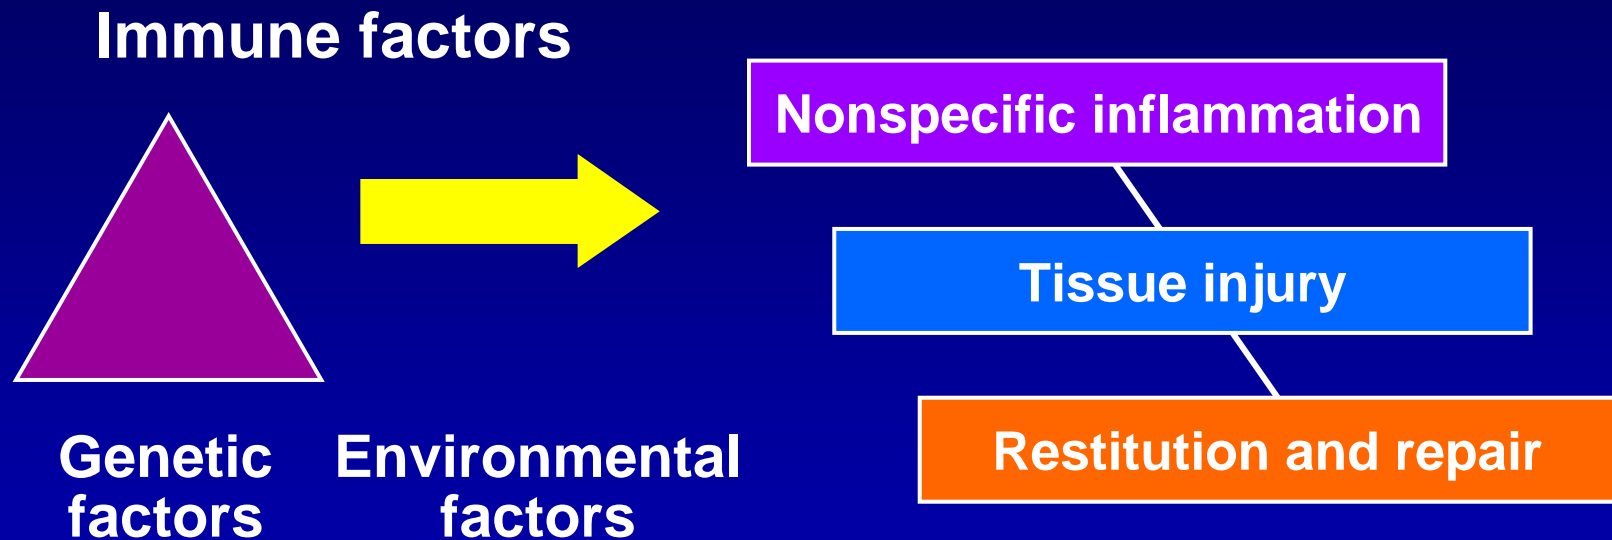 Immune factors
Nonspecific inflammation
Tissue injury
Restitution and repair
Genetic
factors
Environmental
factors